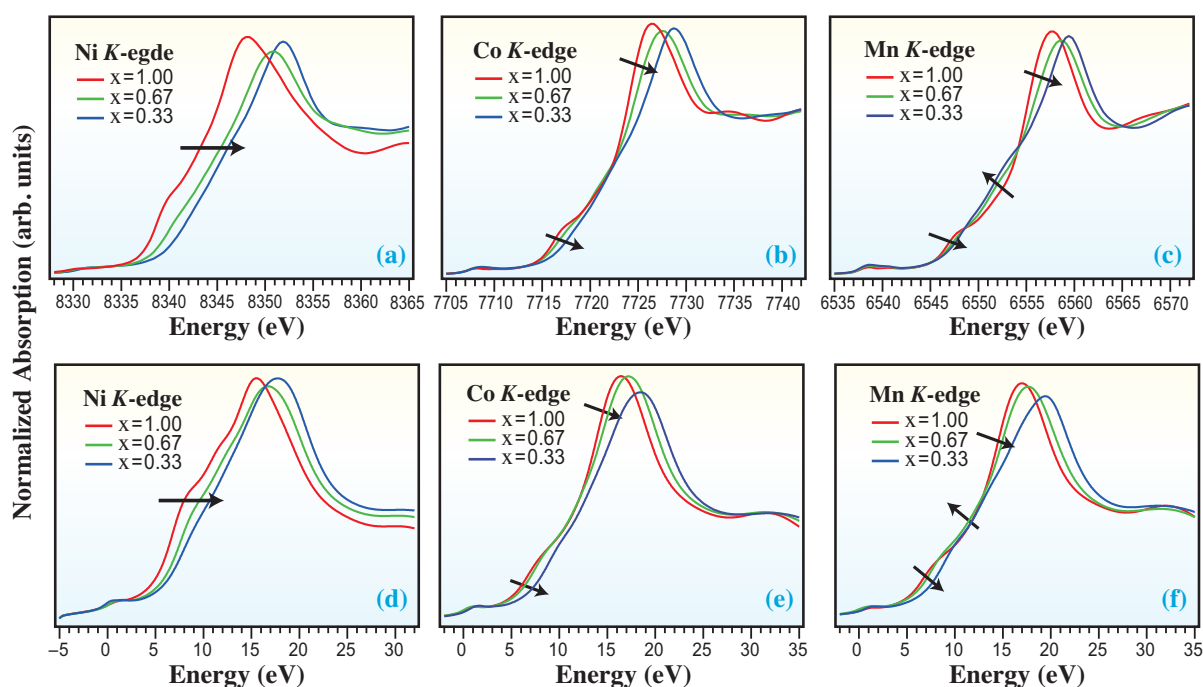 Normalized Absorption (arb. units)
Ni K-egde
x=1.00
x=0.67
x=0.33
(a)
8330 8335 8340 8345 8350 8355 8360 8365
Energy (eV)
Co K-edge
x=1.00
x=0.67
x=0.33
(b)
7705 7710 7715 7720 7725 7730 7735 7740
Energy (eV)
Mn K-edge
x=1.00
x=0.67
x=0.33
(c)
6535 6540 6545 6550 6555 6560 6565 6570
Energy (eV)
Ni K-edge
x=1.00
x=0.67
x=0.33
(d)
–5 0 5 10 15 20 25 30
Energy (eV)
Co K-edge
x=1.00
x=0.67
x=0.33
(e)
0 5 10 15 20 25 30 35
Energy (eV)
Mn K-edge
x=1.00
x=0.67
x=0.33
(f)
0 5 10 15 20 25 30 35
Energy (eV)